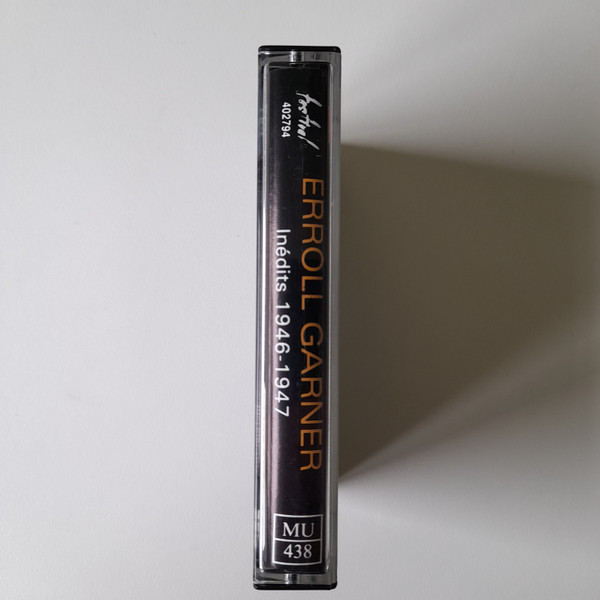 festival
402794
ERROLL GARNER
Inédits 1946-1947
MU
438